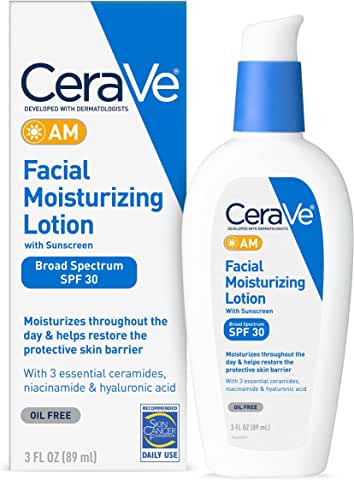 CeraVe®
DEVELOPED WITH DERMATOLOGISTS
AM
Facial
Moisturizing
Lotion
with Sunscreen
Broad Spectrum
SPF 30
Moisturizes throughout the
day & helps restore the
protective skin barrier
With 3 essential ceramides,
niacinamide & hyaluronic acid
OIL FREE
3 FL OZ (89 mL)
RECOMMENDED
SKIN
CANCER
FOUNDATION
DAILY USE
CeraVe®
DEVELOPED WITH DERMATOLOGISTS
AM
Facial
Moisturizing
Lotion
With Sunscreen
Broad Spectrum
SPF 30
Moisturizes throughout the
day & helps restore the
protective skin barrier
With 3 essential ceramides,
niacinamide & hyaluronic acid
OIL FREE
3 FL OZ (89 mL)